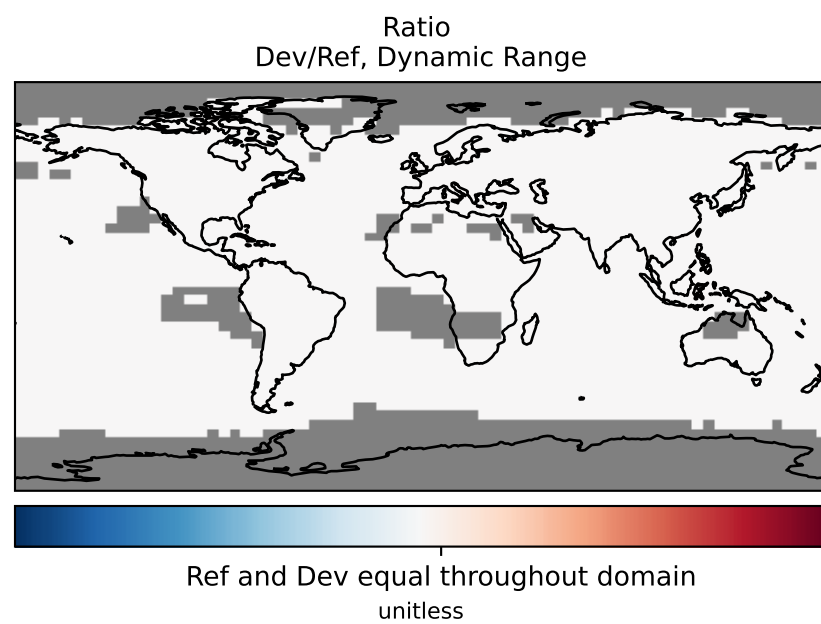 Ratio
Dev/Ref, Dynamic Range
Ref and Dev equal throughout domain
unitless